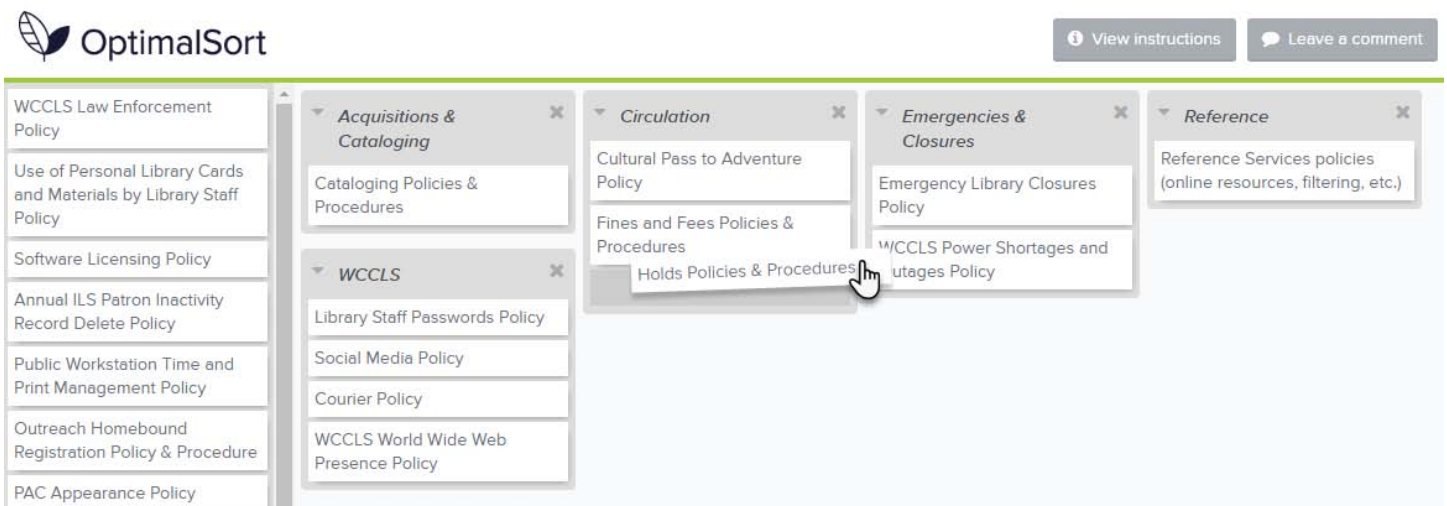 OptimalSort
View instructions
Leave a comment
WCCLS Law Enforcement
Policy
Use of Personal Library Cards
and Materials by Library Staff
Policy
Software Licensing Policy
Annual ILS Patron Inactivity
Record Delete Policy
Public Workstation Time and
Print Management Policy
Outreach Homebound
Registration Policy & Procedure
PAC Appearance Policy
Acquisitions &
Cataloging
Cataloging Policies &
Procedures
WCCLS
Library Staff Passwords Policy
Social Media Policy
Courier Policy
WCCLS World Wide Web
Presence Policy
Circulation
Cultural Pass to Adventure
Policy
Fines and Fees Policies &
Procedures
Holds Policies & Procedures
Emergencies &
Closures
Emergency Library Closures
Policy
WCCLS Power Shortages and
utages Policy
Reference
Reference Services policies
(online resources, filtering, etc.)